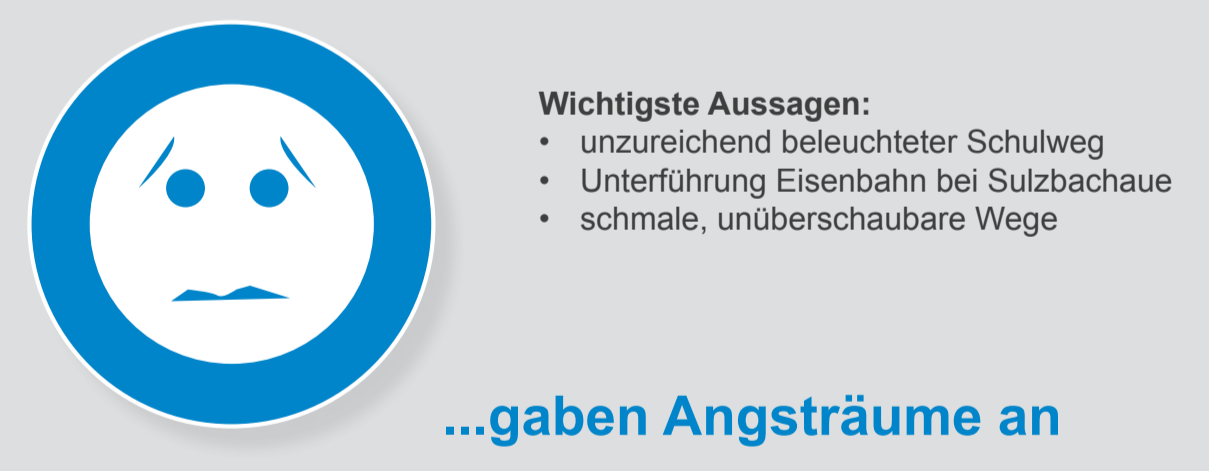 Wichtigste Aussagen:
• unzureichend beleuchteter Schulweg
• Unterführung Eisenbahn bei Sulzbachaue
• schmale, unüberschaubare Wege
...gaben Angsträume an